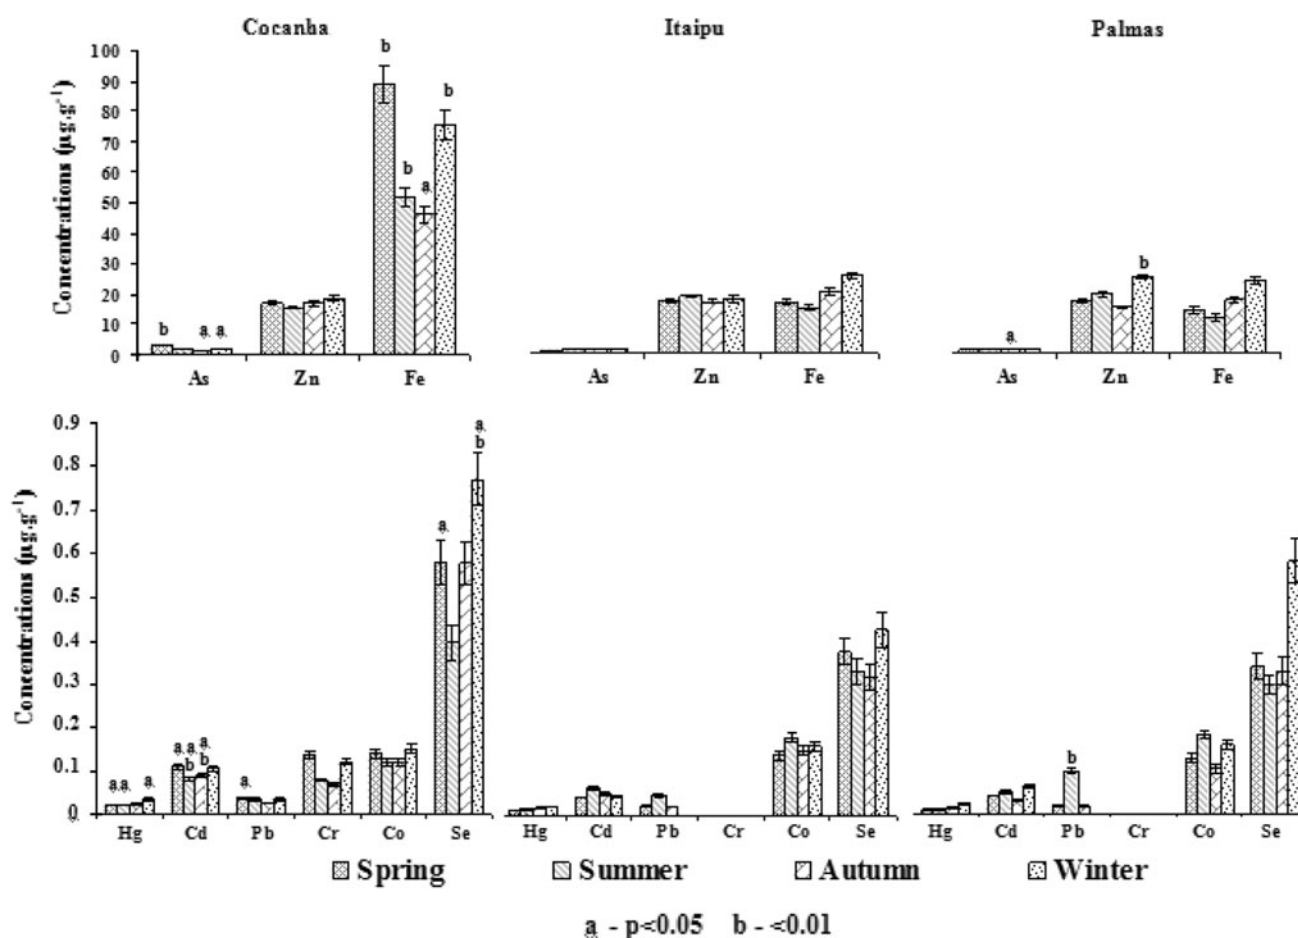 Cocanha Itaipu Palmas
Concentrations (µg.g⁻¹)
100
90
80
70
60
50
40
30
20
10
0
b
b
b
a
b a a
b
a
As Zn Fe As Zn Fe As Zn Fe
Concentrations (µg.g⁻¹)
0.9
0.8
0.7
0.6
0.5
0.4
0.3
0.2
0.1
0
a
b
a
a a a
b b
a a a
a
b
Hg Cd Pb Cr Co Se Hg Cd Pb Cr Co Se Hg Cd Pb Cr Co Se
Spring Summer Autumn Winter
a - p<0.05 b - <0.01